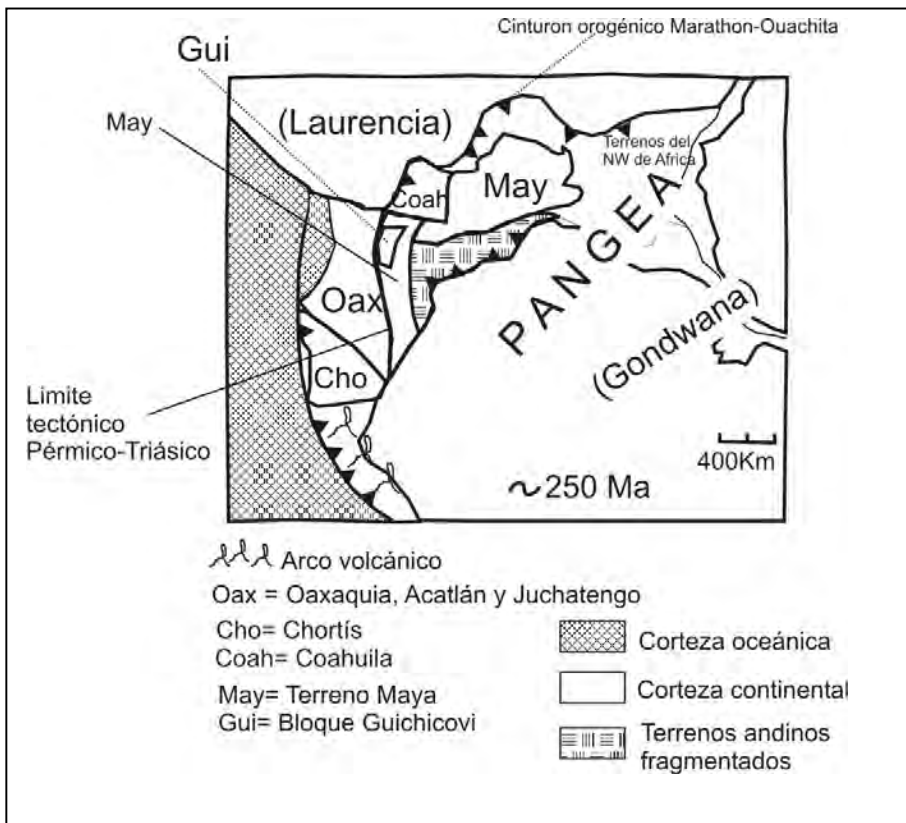 Cinturon orogénico Marathon-Ouachita
Gui
May
(Laurencia)
Terrenos del
NW de Africa
Coah
May
PANGEA
Oax
(Gondwana)
Cho
Límite
tectónico
Pérmico-Triásico
400Km
~250 Ma
Arco volcánico
Oax = Oaxaquia, Acatlán y Juchatengo
Cho= Chortís
Coah= Coahuila
May= Terreno Maya
Gui= Bloque Guichicovi
Corteza oceánica
Corteza continental
Terrenos andinos
fragmentados